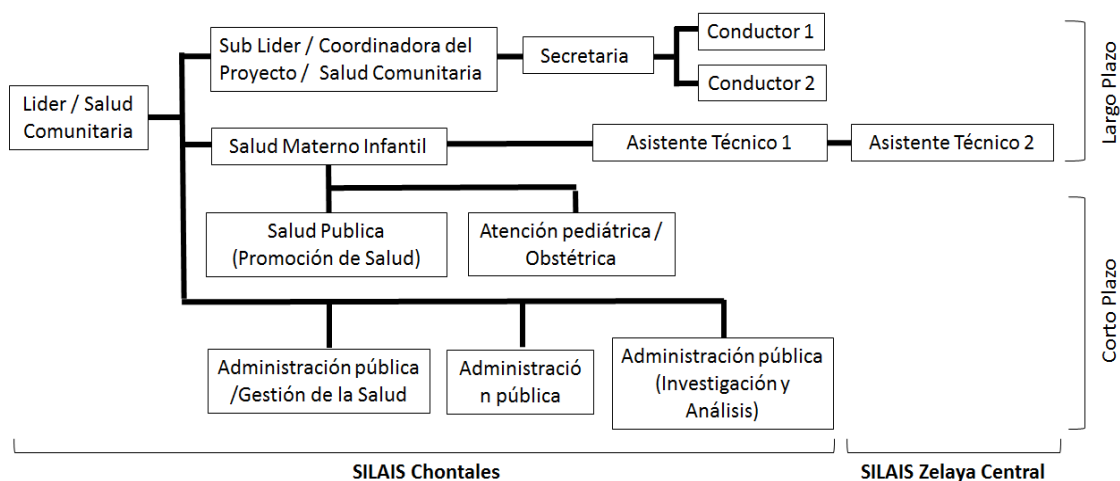 Sub Lider / Coordinadora del
Proyecto / Salud Comunitaria
Secretaria
Conductor 1
Conductor 2
Lider / Salud
Comunitaria
Salud Materno Infantil
Asistente Técnico 1
Asistente Técnico 2
Largo Plazo
Salud Publica
(Promoción de Salud)
Atención pediátrica /
Obstétrica
Administración pública
/Gestión de la Salud
Administració
n pública
Administración pública
(Investigación y
Análisis)
Corto Plazo
SILAIS Chontales
SILAIS Zelaya Central